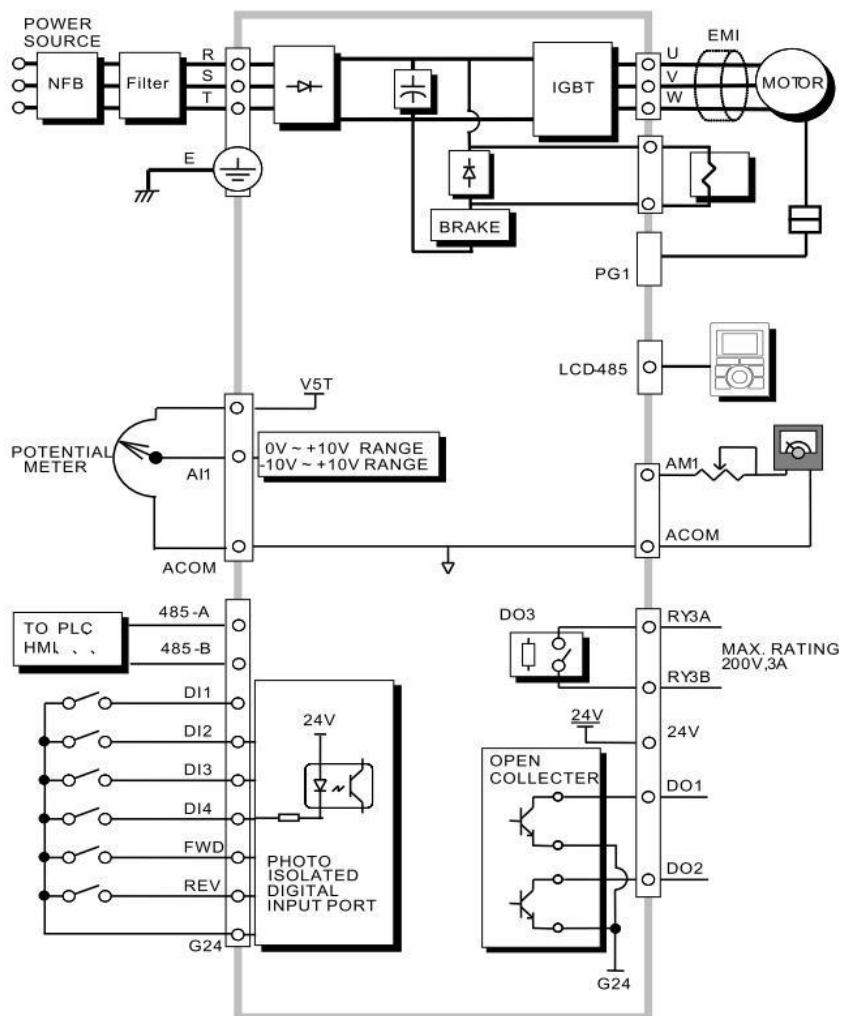 POWER
SOURCE
NFB
Filter
R
S
T
E
IGBT
U
V
W
EMI
MOTOR
BRAKE
PG1
LCD-485
V5T
POTENTIAL
METER
AI1
0V ~ +10V RANGE
-10V ~ +10V RANGE
AM1
ACOM
ACOM
TO PLC
HMI . .
485-A
485-B
DI1
DI2
DI3
DI4
FWD
REV
G24
24V
PHOTO
ISOLATED
DIGITAL
INPUT PORT
DO3
RY3A
RY3B
MAX. RATING
200V,3A
24V
24V
OPEN
COLLECTER
DO1
DO2
G24